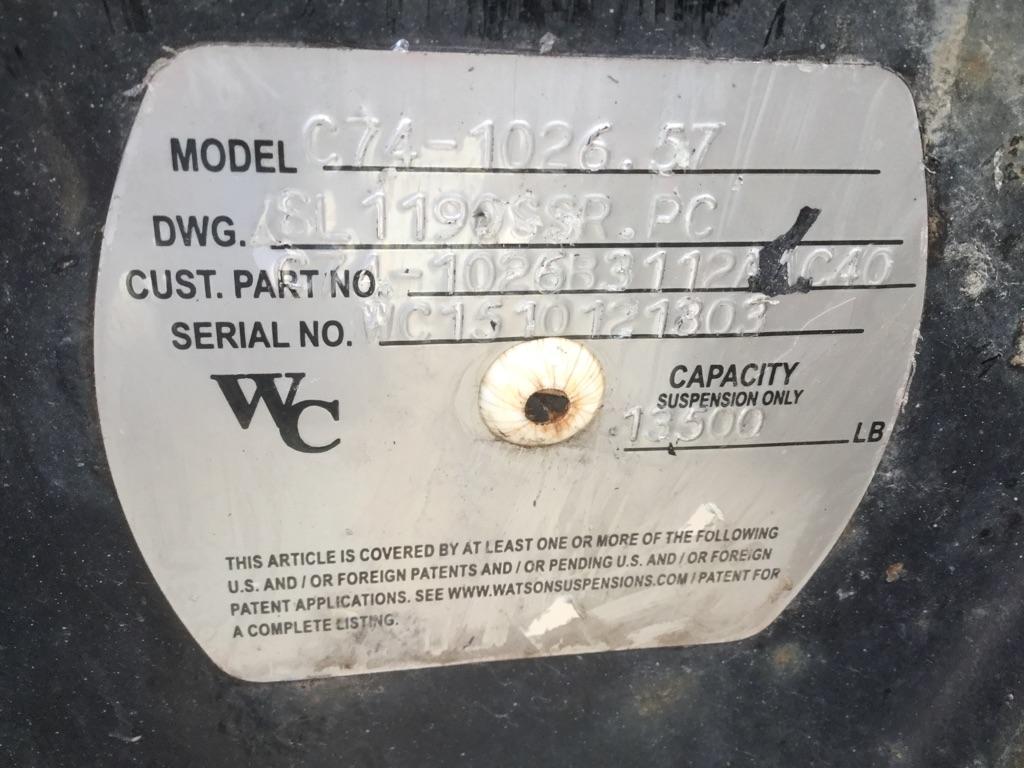 MODEL C74-1026.57
DWG. SL1190SSR.PC
CUST. PART NO.
SERIAL NO. WC1510121303
WC
CAPACITY
SUSPENSION ONLY
13500 LB
THIS ARTICLE IS COVERED BY AT LEAST ONE OR MORE OF THE FOLLOWING
U.S. AND / OR FOREIGN PATENTS AND / OR PENDING U.S. AND / OR FOREIGN
PATENT APPLICATIONS. SEE WWW.WATSONSUSPENSIONS.COM / PATENT FOR
A COMPLETE LISTING.